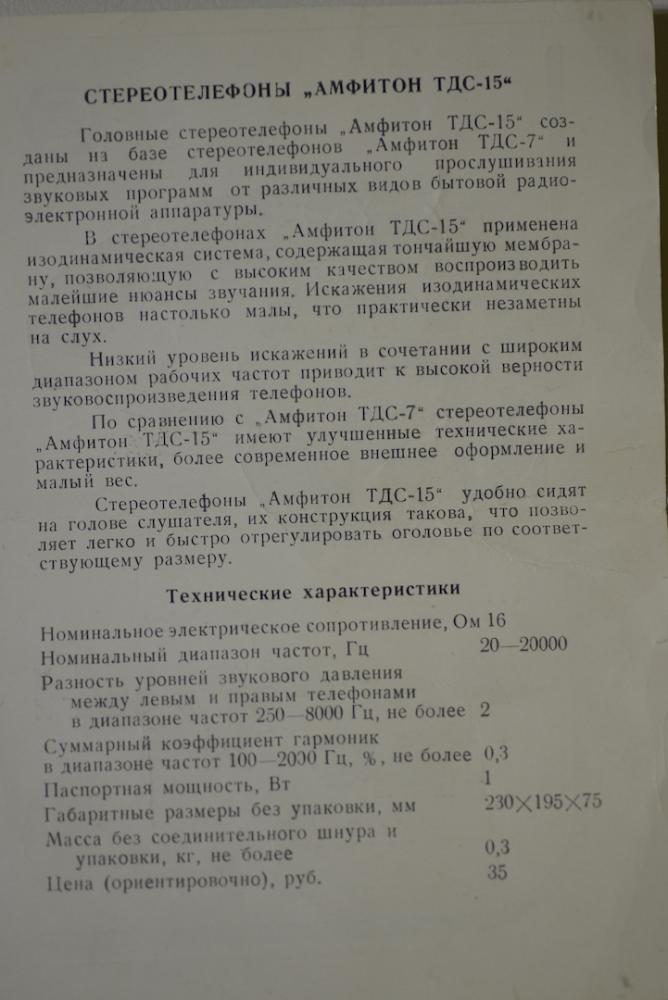 СТЕРЕОТЕЛЕФОНЫ „АМФИТОН ТДС-15“
Головные стереотелефоны „Амфитон ТДС-15“ соз-
даны на базе стереотелефонов „Амфитон ТДС-7“ и
предназначены для индивидуального прослушивания
звуковых программ от различных видов бытовой радио-
электронной аппаратуры.
В стереотелефонах „Амфитон ТДС-15“ применена
изодинамическая система, содержащая тончайшую мембра-
ну, позволяющую с высоким качеством воспроизводить
малейшие нюансы звучания. Искажения изодинамических
телефонов настолько малы, что практически незаметны
на слух.
Низкий уровень искажений в сочетании с широким
диапазоном рабочих частот приводит к высокой верности
звуковоспроизведения телефонов.
По сравнению с „Амфитон ТДС-7“ стереотелефоны
„Амфитон ТДС-15“ имеют улучшенные технические ха-
рактеристики, более современное внешнее оформление и
малый вес.
Стереотелефоны „Амфитон ТДС-15“ удобно сидят
на голове слушателя, их конструкция такова, что позво-
ляет легко и быстро отрегулировать оголовье по соответ-
ствующему размеру.
Технические характеристики
Номинальное электрическое сопротивление, Ом 16
Номинальный диапазон частот, Гц 20—20000
Разность уровней звукового давления
между левым и правым телефонами
в диапазоне частот 250—8000 Гц, не более 2
Суммарный коэффициент гармоник
в диапазоне частот 100—2000 Гц, %, не более 0,3
Паспортная мощность, Вт 1
Габаритные размеры без упаковки, мм 230×195×75
Масса без соединительного шнура и
упаковки, кг, не более 0,3
Цена (ориентировочно), руб. 35